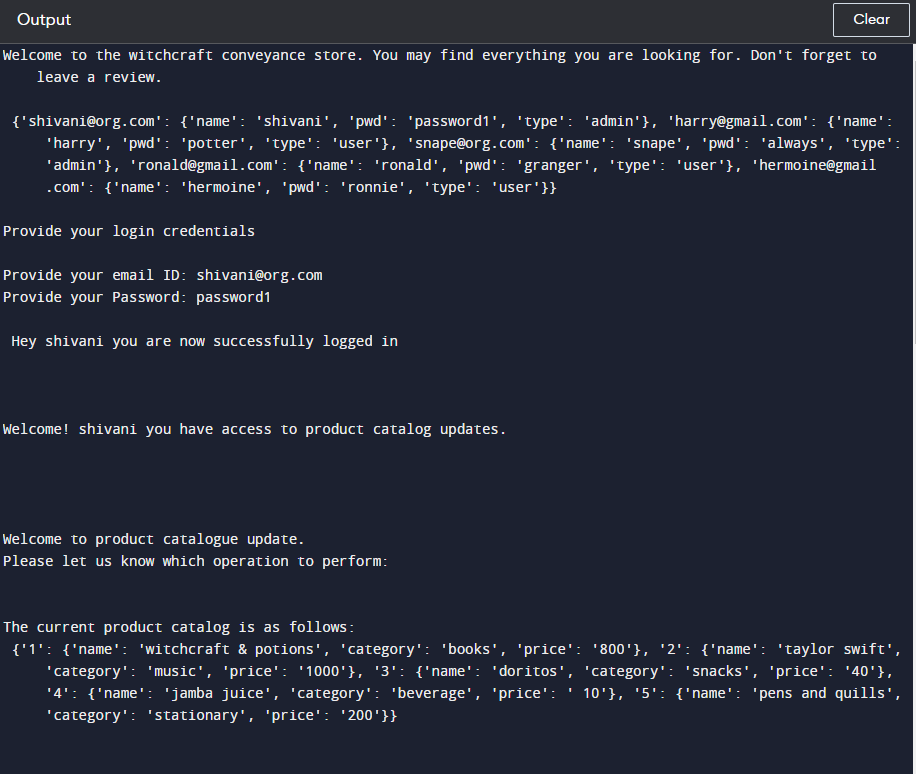 Output
Clear
Welcome to the witchcraft conveyance store. You may find everything you are looking for. Don't forget to
leave a review.
{'shivani@org.com': {'name': 'shivani', 'pwd': 'password1', 'type': 'admin'}, 'harry@gmail.com': {'name':
'harry', 'pwd': 'potter', 'type': 'user'}, 'snape@org.com': {'name': 'snape', 'pwd': 'always', 'type':
'admin'}, 'ronald@gmail.com': {'name': 'ronald', 'pwd': 'granger', 'type': 'user'}, 'hermoine@gmail
.com': {'name': 'hermoine', 'pwd': 'ronnie', 'type': 'user'}}
Provide your login credentials
Provide your email ID: shivani@org.com
Provide your Password: password1
Hey shivani you are now successfully logged in
Welcome! shivani you have access to product catalog updates.
Welcome to product catalogue update.
Please let us know which operation to perform:
The current product catalog is as follows:
{'1': {'name': 'witchcraft & potions', 'category': 'books', 'price': '800'}, '2': {'name': 'taylor swift',
'category': 'music', 'price': '1000'}, '3': {'name': 'doritos', 'category': 'snacks', 'price': '40'},
'4': {'name': 'jamba juice', 'category': 'beverage', 'price': ' 10'}, '5': {'name': 'pens and quills',
'category': 'stationary', 'price': '200'}}